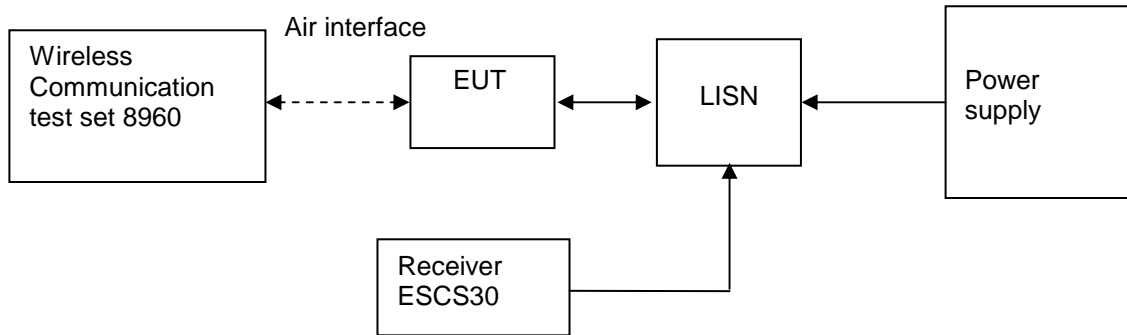 Air interface
Wireless
Communication
test set 8960
EUT
LISN
Power
supply
Receiver
ESCS30